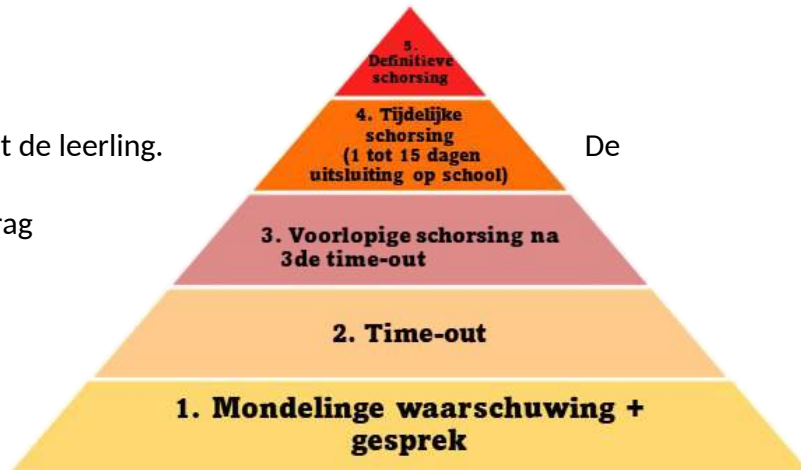 5.
Definitieve
schorsing
4. Tijdelijke
schorsing
(1 tot 15 dagen
uitsluiting op school)
t de leerling.
De
rag
3. Voorlopige schorsing na
3de time-out
2. Time-out
1. Mondelinge waarschuwing +
gesprek